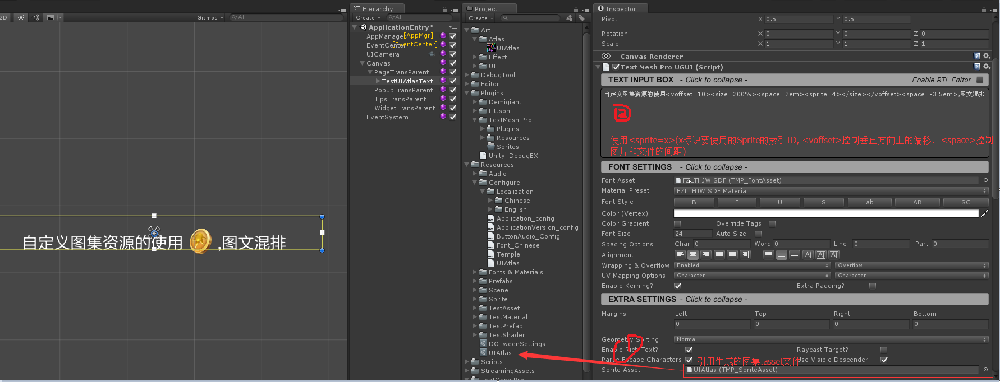 2D
Gizmos
All
Hierarchy
Create
All
ApplicationEntry*
AppManage
[AppMgr]
EventCenter
[EventCenter]
UICamera
Canvas
PageTransParent
TestUIAtlasText
PopupTransParent
TipsTransParent
WidgetTransParent
EventSystem
Project
Create
Art
Atlas
UIAtlas
Effect
UI
DebugTool
Editor
Plugins
Demigiant
LitJson
TextMesh Pro
Plugins
Resources
Sprites
Unity_DebugEX
Resources
Audio
Configure
Localization
Chinese
English
Application_config
ApplicationVersion_config
ButtonAudio_Config
Font_Chinese
Temple
UIAtlas
Fonts & Materials
Prefabs
Scene
Sprite
TestAsset
TestMaterial
TestPrefab
TestShader
DOTweenSettings
UIAtlas
Scripts
StreamingAssets
TextMesh Pro
自定义图集资源的使用 ,图文混排
Inspector
Pivot X 0.5 Y 0.5
Rotation X 0 Y 0 Z 0
Scale X 1 Y 1 Z 1
Canvas Renderer
Text Mesh Pro UGUI (Script)
TEXT INPUT BOX - Click to collapse - Enable RTL Editor
自定义图集资源的使用<voffset=10><size=200%><space=2em><sprite=4></size></voffset><space=-3.5em>,图文混排
2
使用<sprite=x>(x标识要使用的Sprite的索引ID, <voffset>控制垂直方向上的偏移, <space>控制
图片和文件的间距)
FONT SETTINGS - Click to collapse -
Font Asset FZLTHJW SDF (TMP_FontAsset)
Material Preset FZLTHJW SDF Material
Font Style B I U S ab AB SC
Color (Vertex)
Color Gradient Override Tags
Font Size 24 Auto Size
Spacing Options Char 0 Word 0 Line 0 Par. 0
Alignment
Wrapping & Overflow Enabled Overflow
UV Mapping Options Character Character
Enable Kerning? Extra Padding?
EXTRA SETTINGS - Click to collapse -
Margins Left Top Right Bottom
0 0 0 0
Geometry Sorting Normal
Enable Rich Text? Raycast Target?
Parse Escape Characters Use Visible Descender
引用生成的图集.asset文件
Sprite Asset UIAtlas (TMP_SpriteAsset)